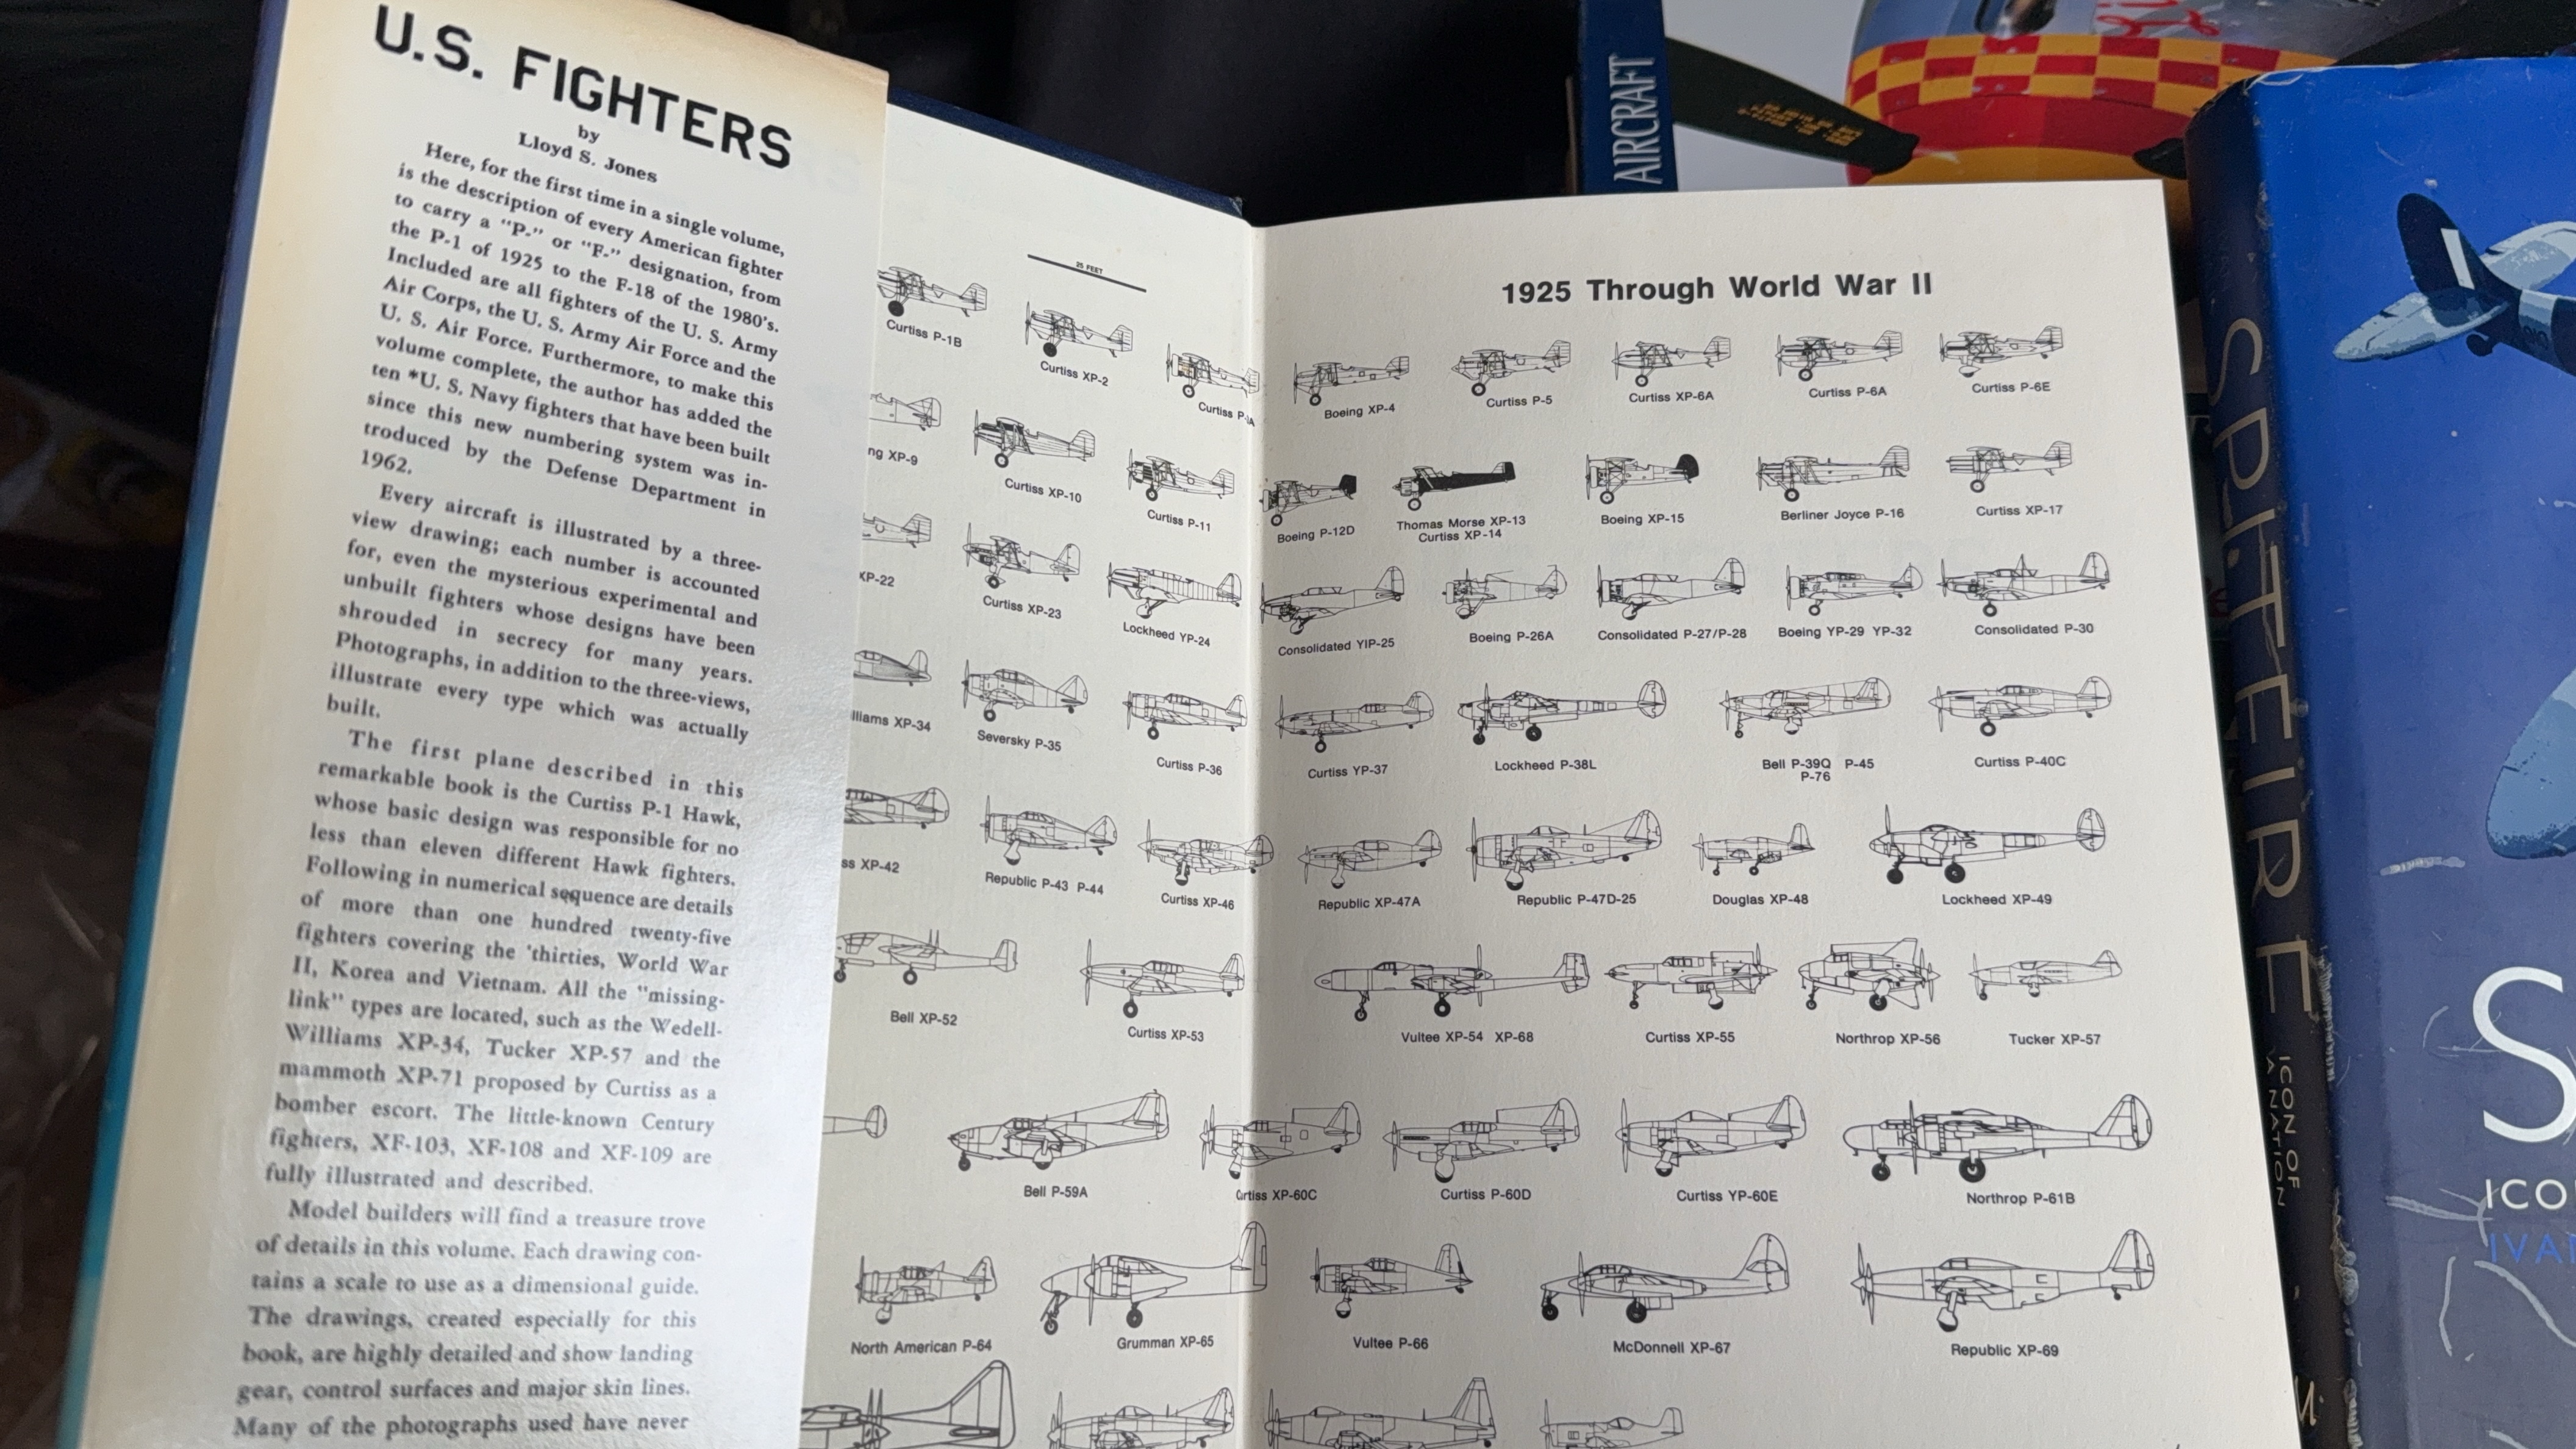 U.S. FIGHTERS
by
Lloyd S. Jones
Here, for the first time in a single volume,
is the description of every American fighter
to carry a "P-" or "F-" designation, from
the P-1 of 1925 to the F-18 of the 1980's.
Included are all fighters of the U. S. Army
Air Corps, the U. S. Army Air Force and the
U. S. Air Force. Furthermore, to make this
volume complete, the author has added the
ten *U. S. Navy fighters that have been built
since this new numbering system was in-
troduced by the Defense Department in
1962.
Every aircraft is illustrated by a three-
view drawing; each number is accounted
for, even the mysterious experimental and
unbuilt fighters whose designs have been
shrouded in secrecy for many years.
Photographs, in addition to the three-views,
illustrate every type which was actually
built.
The first plane described in this
remarkable book is the Curtiss P-1 Hawk,
whose basic design was responsible for no
less than eleven different Hawk fighters.
Following in numerical sequence are details
of more than one hundred twenty-five
fighters covering the 'thirties, World War
II, Korea and Vietnam. All the "missing-
link" types are located, such as the Wedell-
Williams XP-34, Tucker XP-57 and the
mammoth XP-71 proposed by Curtiss as a
bomber escort. The little-known Century
fighters, XF-103, XF-108 and XF-109 are
fully illustrated and described.
Model builders will find a treasure trove
of details in this volume. Each drawing con-
tains a scale to use as a dimensional guide.
The drawings, created especially for this
book, are highly detailed and show landing
gear, control surfaces and major skin lines.
Many of the photographs used have never
25 FEET
Curtiss P-1B
Curtiss XP-2
Curtiss P-
ng XP-9
Curtiss XP-10
Curtiss P-11
XP-22
Curtiss XP-23
Lockheed YP-24
lliams XP-34
Seversky P-35
Curtiss P-36
ss XP-42
Republic P-43 P-44
Curtiss XP-46
Bell XP-52
Curtiss XP-53
Bell P-59A
Curtiss XP-60C
North American P-64
Grumman XP-65
1925 Through World War II
Boeing XP-4
Curtiss P-5
Curtiss XP-6A
Curtiss P-6A
Curtiss P-6E
Boeing P-12D
Thomas Morse XP-13
Curtiss XP-14
Boeing XP-15
Berliner Joyce P-16
Curtiss XP-17
Consolidated YIP-25
Boeing P-26A
Consolidated P-27/P-28
Boeing YP-29 YP-32
Consolidated P-30
Curtiss YP-37
Lockheed P-38L
Bell P-39Q P-45
P-76
Curtiss P-40C
Republic XP-47A
Republic P-47D-25
Douglas XP-48
Lockheed XP-49
Vultee XP-54 XP-68
Curtiss XP-55
Northrop XP-56
Tucker XP-57
Curtiss P-60D
Curtiss YP-60E
Northrop P-61B
Vultee P-66
McDonnell XP-67
Republic XP-69
AIRCRAFT
SPITFIRE
ICON OF
A NATION
S
ICO
IVA